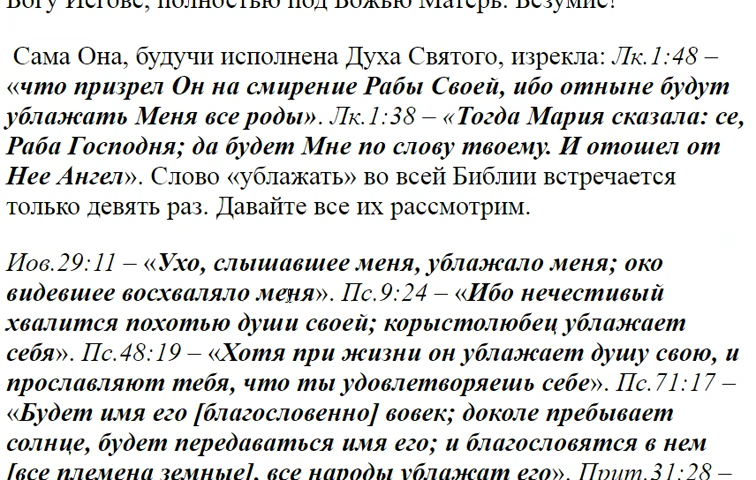 Богу Иегове, полностью под Божью Матерь. Безумие!
Сама Она, будучи исполнена Духа Святого, изрекла: Лк.1:48 –
«что призрел Он на смирение Рабы Своей, ибо отныне будут
ублажать Меня все роды». Лк.1:38 – «Тогда Мария сказала: се,
Раба Господня; да будет Мне по слову твоему. И отошел от
Нее Ангел». Слово «ублажать» во всей Библии встречается
только девять раз. Давайте все их рассмотрим.
Иов.29:11 – «Ухо, слышавшее меня, ублажало меня; око
видевшее восхваляло меня». Пс.9:24 – «Ибо нечестивый
хвалится похотью души своей; корыстолюбец ублажает
себя». Пс.48:19 – «Хотя при жизни он ублажает душу свою, и
прославляют тебя, что ты удовлетворяешь себе». Пс.71:17 –
«Будет имя его [благословенно] вовек; доколе пребывает
солнце, будет передаваться имя его; и благословятся в нем
[все племена земные], все народы ублажат его». Прит.31:28 –